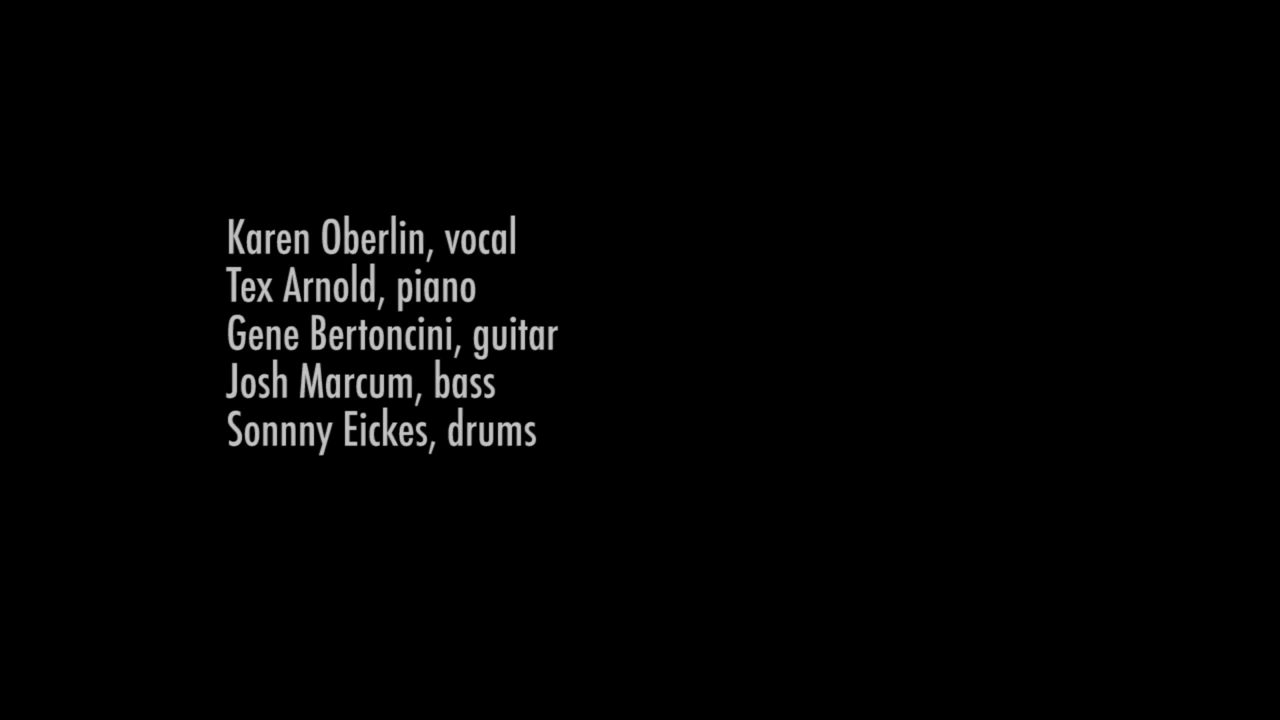 Karen Oberlin, vocal
Tex Arnold, piano
Gene Bertoncini, guitar
Josh Marcum, bass
Sonnny Eickes, drums